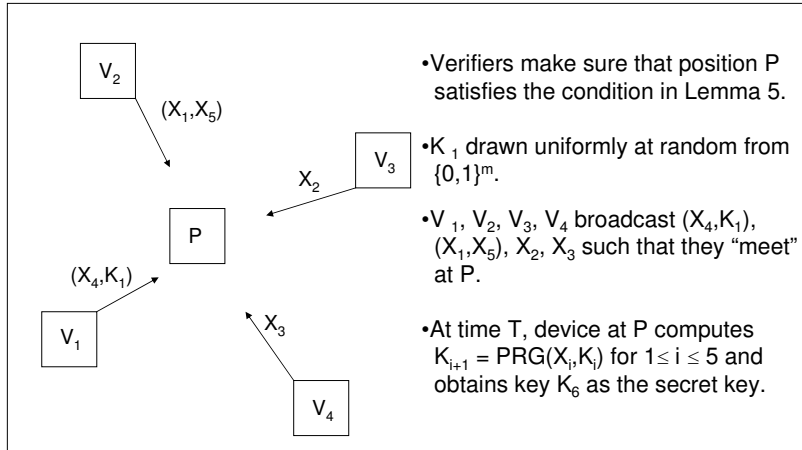 V₂
(X₁,X₅)
V₃
X₂
P
(X₄,K₁)
V₁
X₃
V₄
•Verifiers make sure that position P
satisfies the condition in Lemma 5.
•K ₁ drawn uniformly at random from
{0,1}ᵐ.
•V ₁, V₂, V₃, V₄ broadcast (X₄,K₁),
(X₁,X₅), X₂, X₃ such that they “meet”
at P.
•At time T, device at P computes
Kᵢ₊₁ = PRG(Xᵢ,Kᵢ) for 1≤ i ≤ 5 and
obtains key K₆ as the secret key.